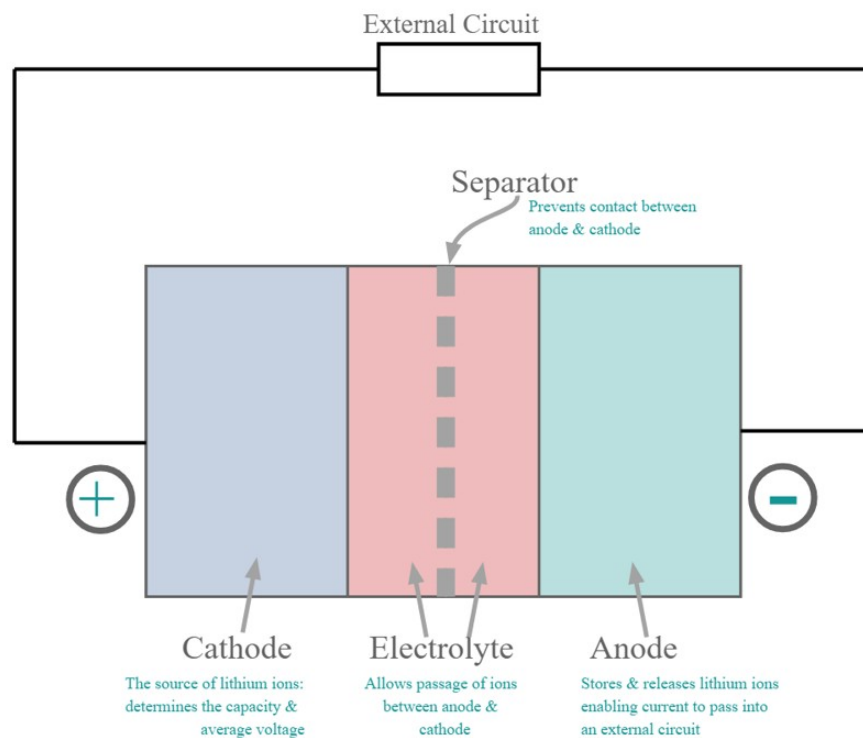 External Circuit
Separator
Prevents contact between
anode & cathode
+
-
Cathode
The source of lithium ions:
determines the capacity &
average voltage
Electrolyte
Allows passage of ions
between anode &
cathode
Anode
Stores & releases lithium ions
enabling current to pass into
an external circuit